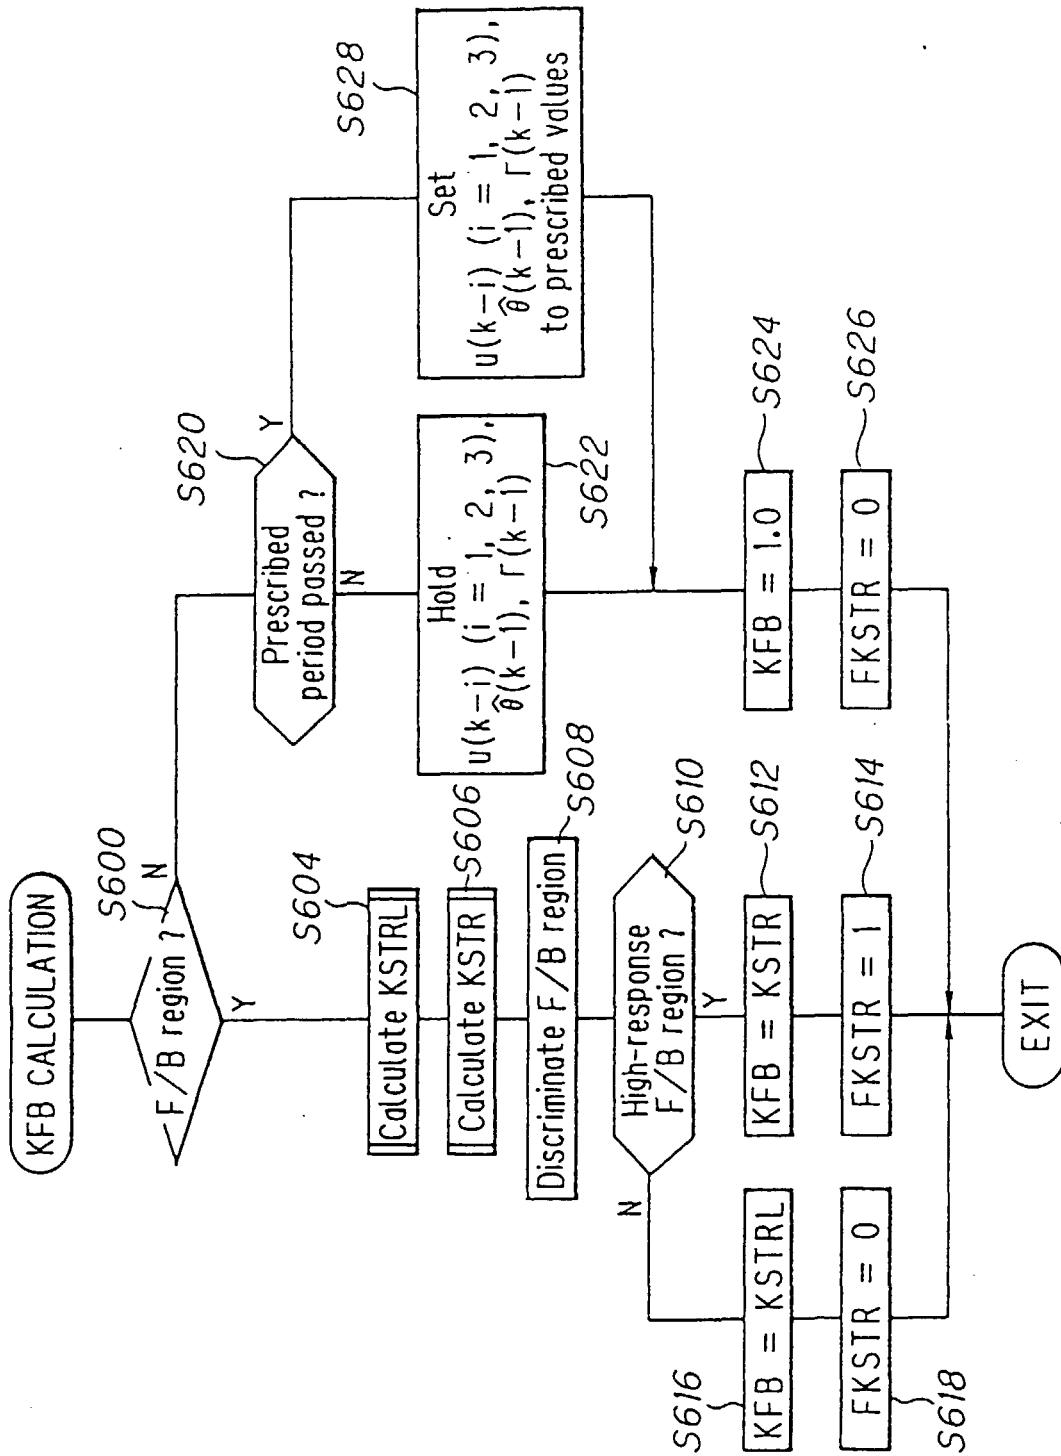 KFB CALCULATION
S600
F/B region ?
N
Y
S604
Calculate KSTRL
S606
Calculate KSTR
S608
Discriminate F/B region
S610
High-response
F/B region ?
N
Y
S612
KFB = KSTR
S614
FKSTR = 1
S616
KFB = KSTRL
S618
FKSTR = 0
S620
Prescribed
period passed ?
Y
N
S622
Hold
u(k−i) (i = 1, 2, 3),
θ̂(k−1), Γ(k−1)
S628
Set
u(k−i) (i = 1, 2, 3),
θ̂(k−1), Γ(k−1)
to prescribed values
S624
KFB = 1.0
S626
FKSTR = 0
EXIT